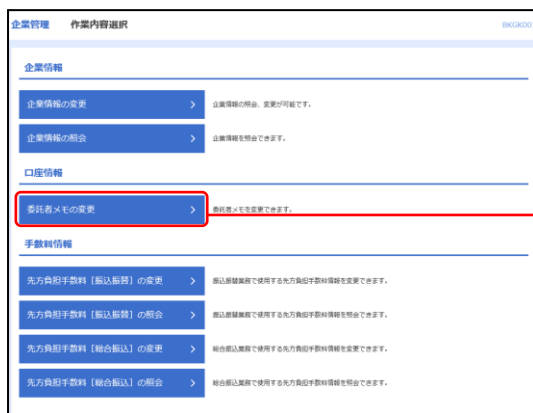 企業管理 作業内容選択 BKGK001
企業情報
企業情報の変更 企業情報の照会、変更が可能です。
企業情報の照会 企業情報を照会できます。
口座情報
委託者メモの変更 委託者メモを変更できます。
手数料情報
先方負担手数料［振込振替］の変更 振込振替業務で使用する先方負担手数料情報を変更できます。
先方負担手数料［振込振替］の照会 振込振替業務で使用する先方負担手数料情報を照会できます。
先方負担手数料［総合振込］の変更 総合振込業務で使用する先方負担手数料情報を変更できます。
先方負担手数料［総合振込］の照会 総合振込業務で使用する先方負担手数料情報を照会できます。